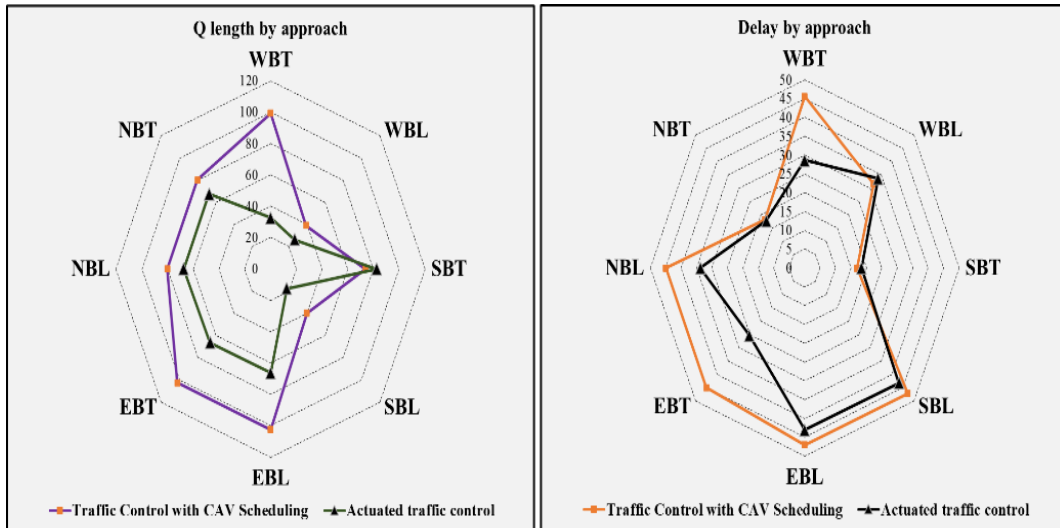 Q length by approach
WBT
120
100
80
60
40
20
0
WBL
SBT
SBL
EBL
EBT
NBL
NBT
Traffic Control with CAV Scheduling
Actuated traffic control
Delay by approach
WBT
50
45
40
35
30
25
20
15
10
5
0
WBL
SBT
SBL
EBL
EBT
NBL
NBT
Traffic Control with CAV Scheduling
Actuated traffic control